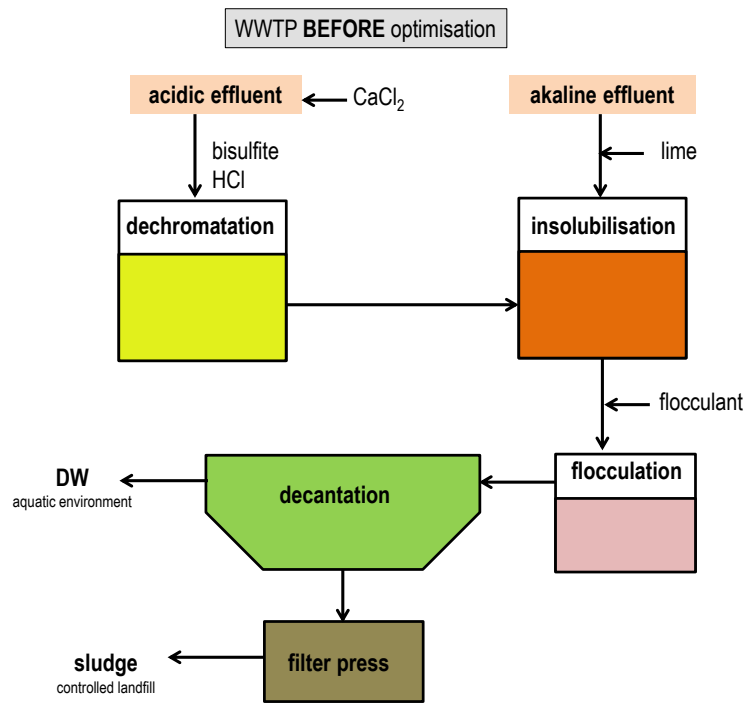 WWTP BEFORE optimisation
acidic effluent
CaCl₂
akaline effluent
bisulfite
HCl
lime
dechromatation
insolubilisation
flocculant
DW
aquatic environment
decantation
flocculation
sludge
controlled landfill
filter press